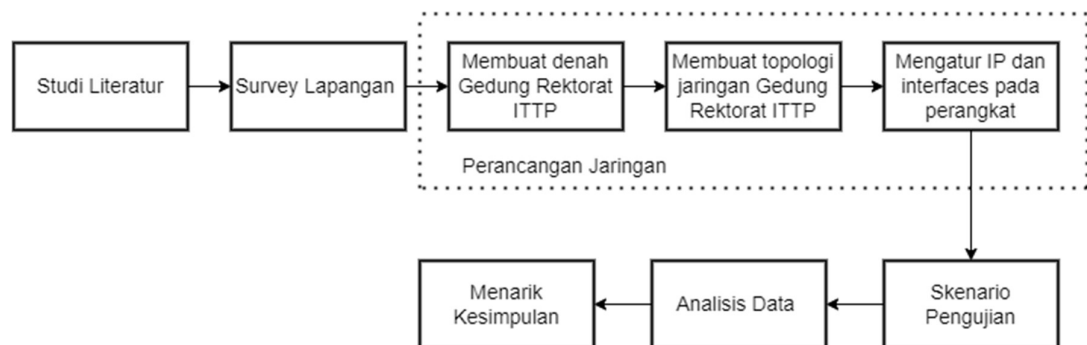 Studi Literatur
Survey Lapangan
Membuat denah
Gedung Rektorat
ITTP
Membuat topologi
jaringan Gedung
Rektorat ITTP
Mengatur IP dan
interfaces pada
perangkat
Perancangan Jaringan
Skenario
Pengujian
Analisis Data
Menarik
Kesimpulan